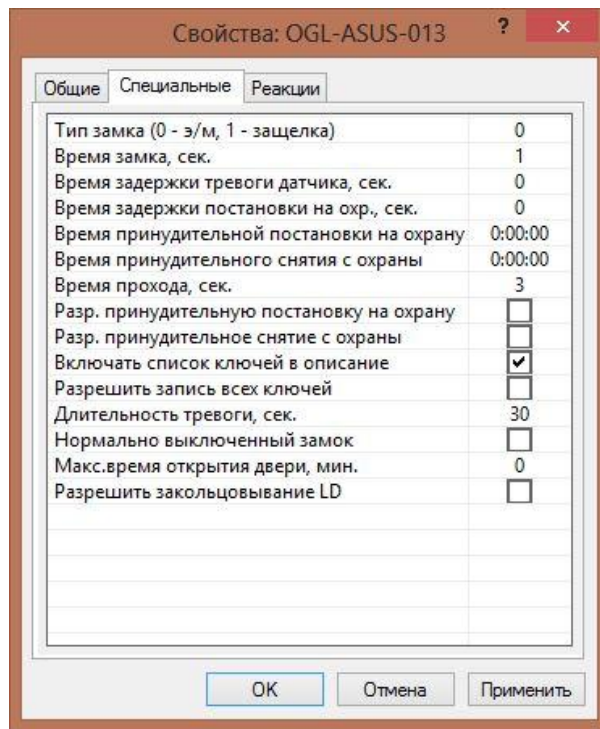 Свойства: OGL-ASUS-013 ? ×
Общие Специальные Реакции
Тип замка (0 - э/м, 1 - защелка) 0
Время замка, сек. 1
Время задержки тревоги датчика, сек. 0
Время задержки постановки на охр., сек. 0
Время принудительной постановки на охрану 0:00:00
Время принудительного снятия с охраны 0:00:00
Время прохода, сек. 3
Разр. принудительную постановку на охрану
Разр. принудительное снятие с охраны
Включать список ключей в описание
Разрешить запись всех ключей
Длительность тревоги, сек. 30
Нормально выключенный замок
Макс.время открытия двери, мин. 0
Разрешить закольцовывание LD
OK Отмена Применить